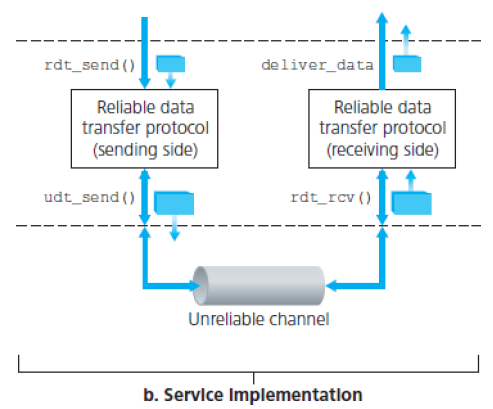 rdt_send()
deliver_data
Reliable data
transfer protocol
(sending side)
Reliable data
transfer protocol
(receiving side)
udt_send()
rdt_rcv()
Unreliable channel
b. Service implementation